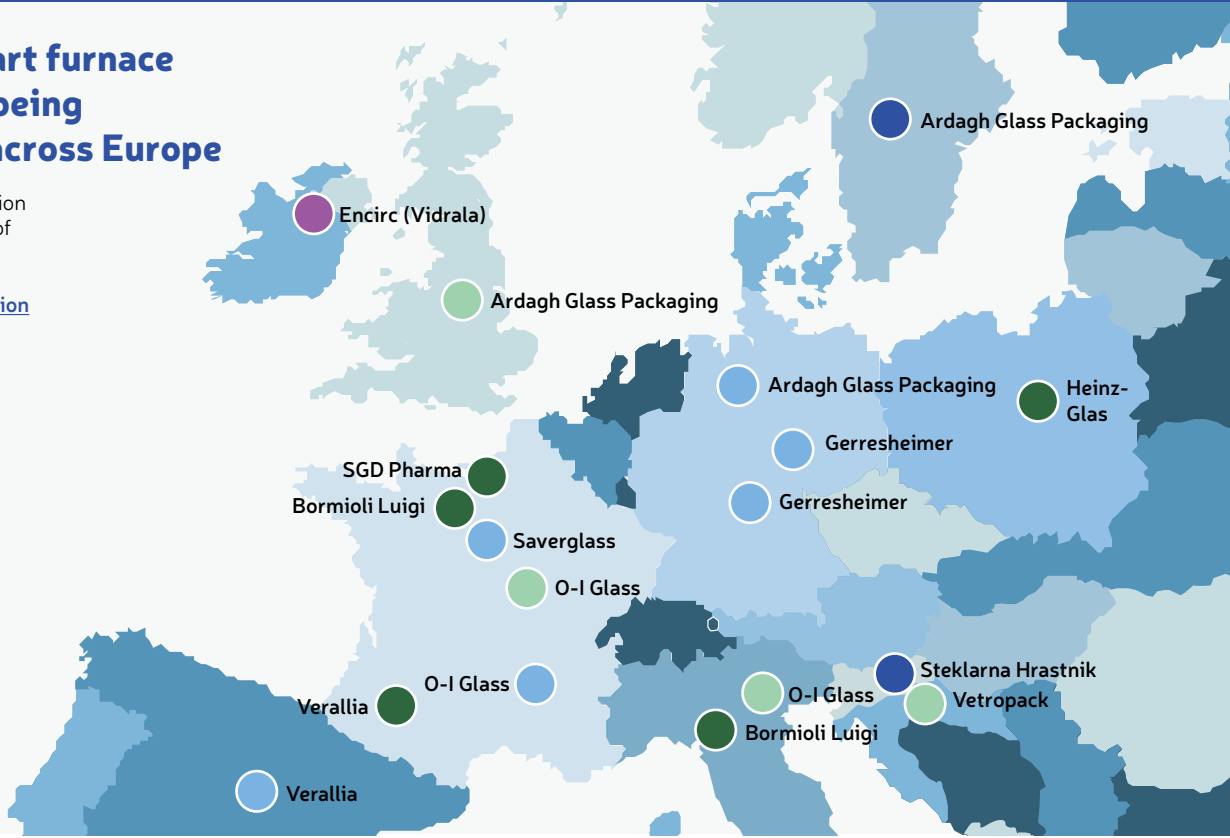 art furnace
being
across Europe
ion
of
ion
Ardagh Glass Packaging
Encirc (Vidrala)
Ardagh Glass Packaging
Ardagh Glass Packaging
Heinz-
Glas
Gerresheimer
SGD Pharma
Gerresheimer
Bormioli Luigi
Saverglass
O-I Glass
Steklarna Hrastnik
O-I Glass
O-I Glass
Vetropack
Verallia
Bormioli Luigi
Verallia